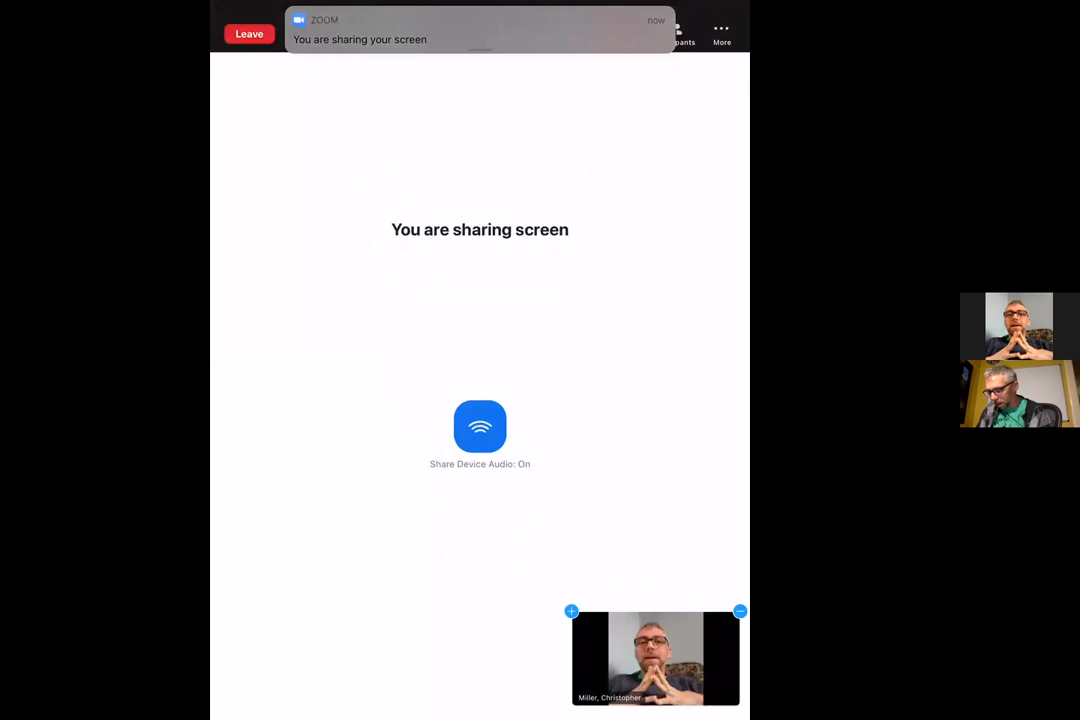 Leave
ZOOM
now
You are sharing your screen
pants
More
You are sharing screen
Share Device Audio: On
Miller, Christopher